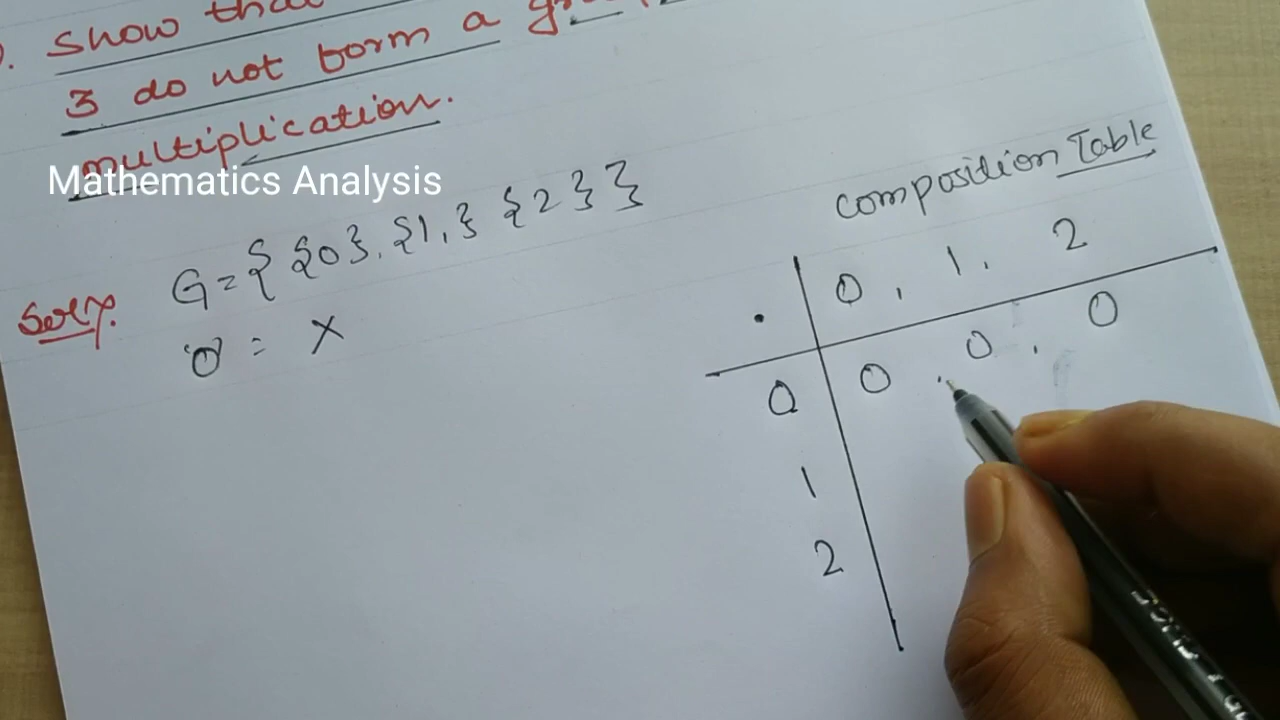 Show that
3 do not form a
multiplication.
Mathematics Analysis
Soln.
G = { {0}, {1,} {2} }
'0' = X
composition Table
. 0, 1, 2
0 0 . 0, 0
1
2